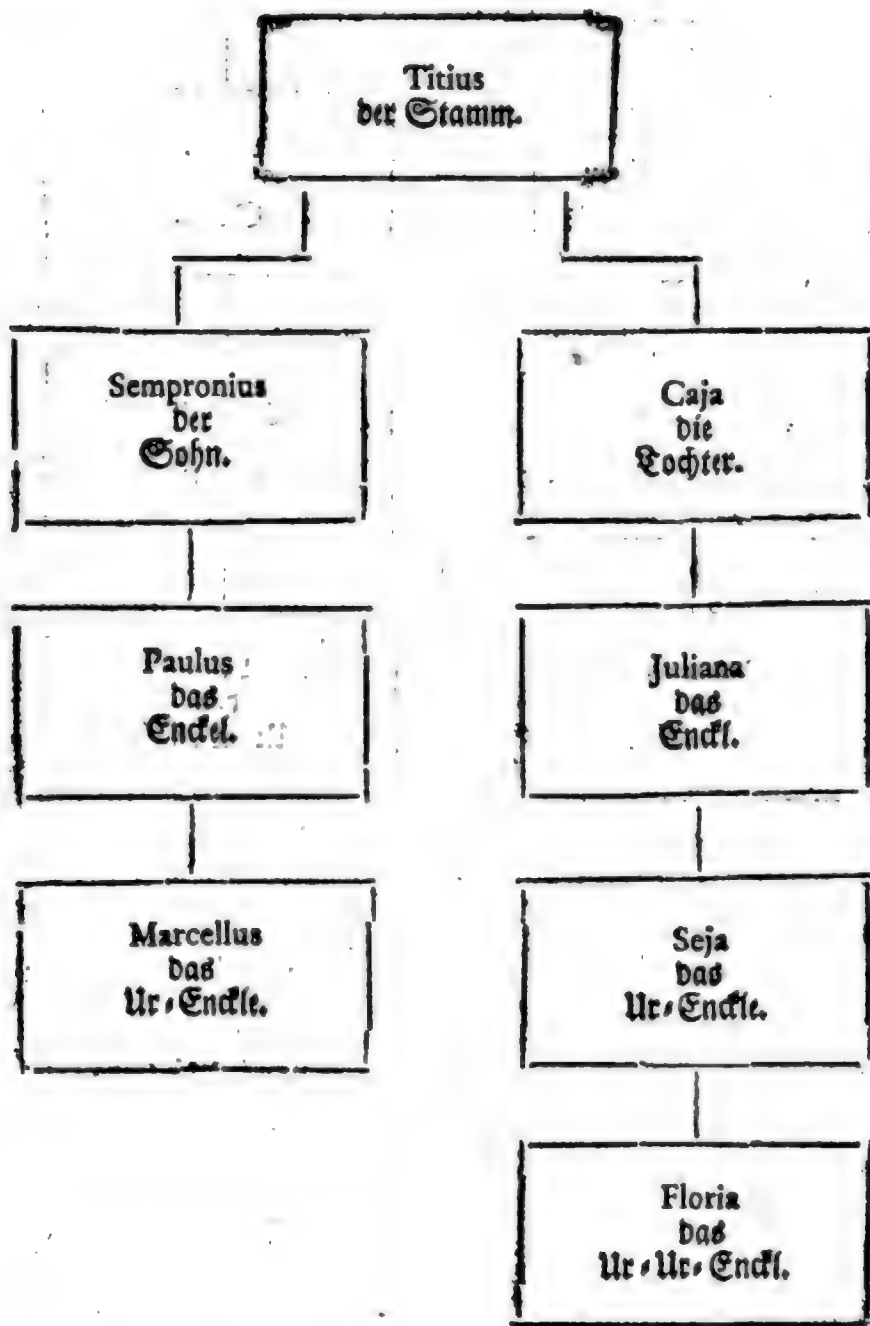 Titius
der Stamm.
Sempronius
der
Sohn.
Caja
die
Tochter.
Paulus
das
Enckel.
Juliana
das
Enckl.
Marcellus
das
Ur-Enckle.
Seja
das
Ur-Enckle.
Floria
das
Ur-Ur-Enckl.